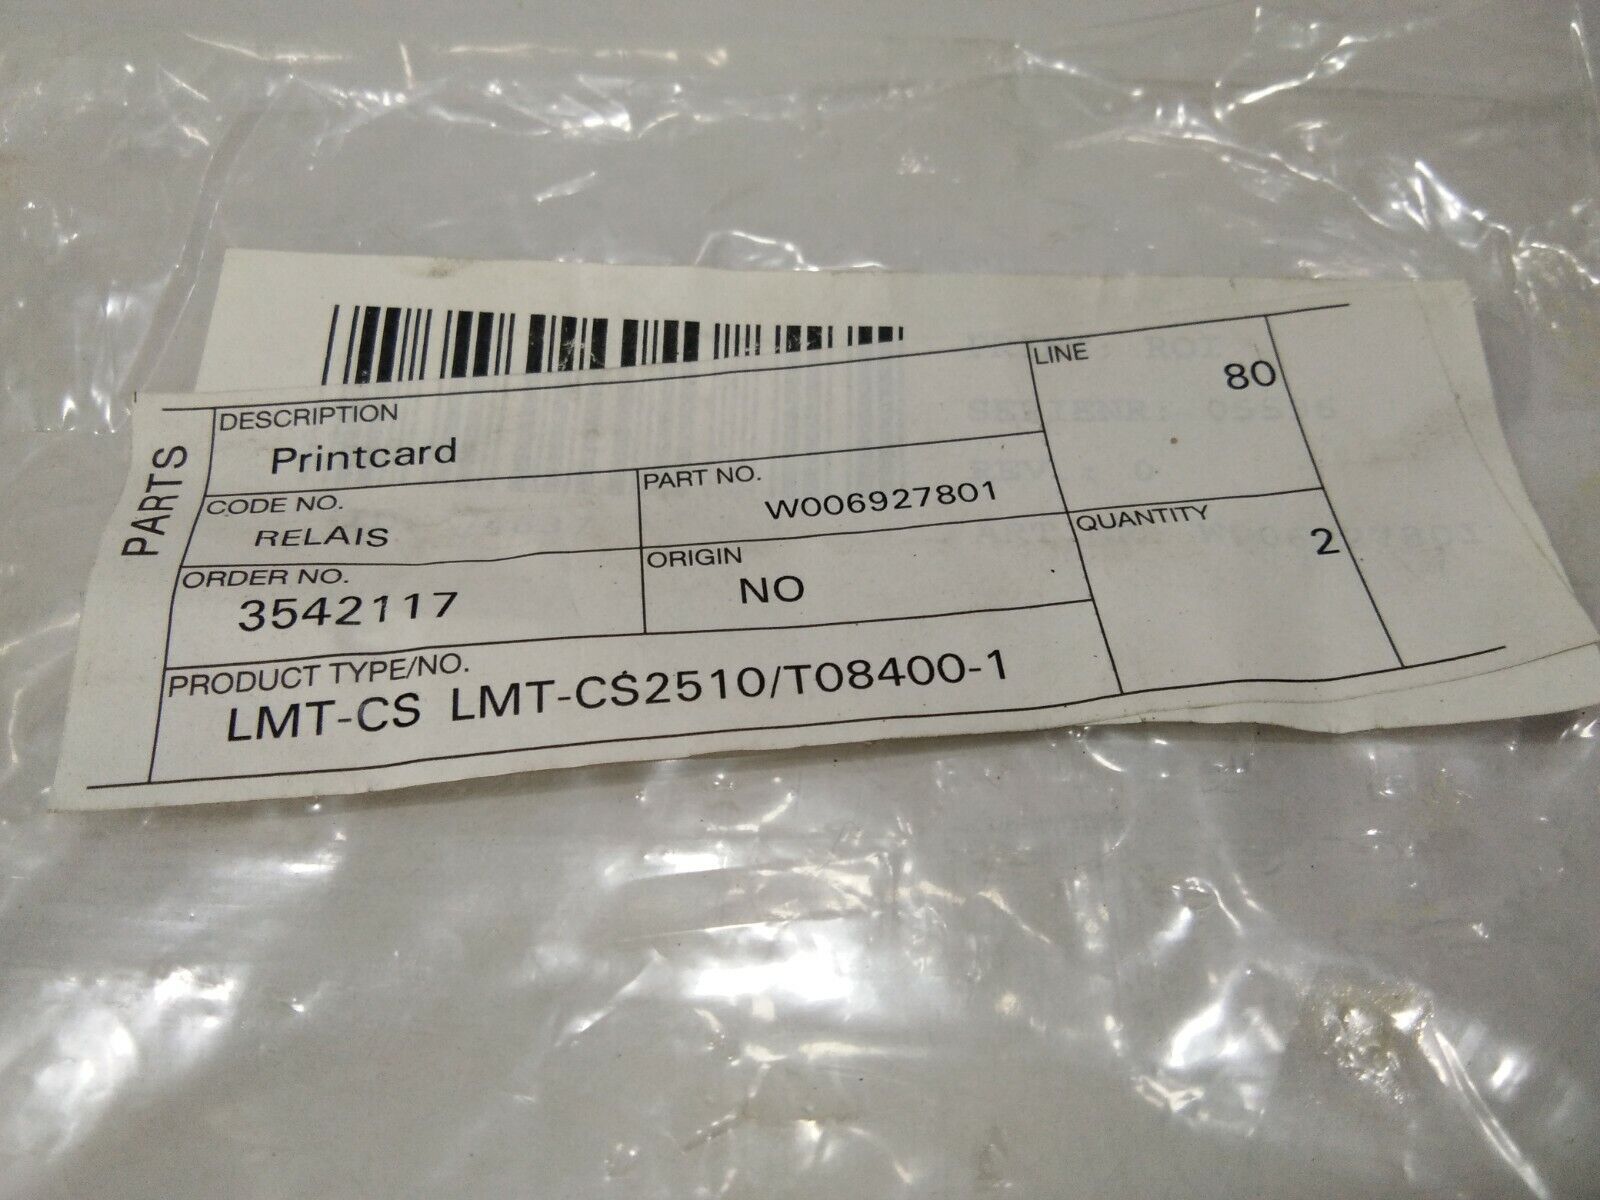 PARTS
DESCRIPTION
Printcard
LINE
80
CODE NO.
RELAIS
PART NO.
W006927801
ORDER NO.
3542117
ORIGIN
NO
QUANTITY
2
PRODUCT TYPE/NO.
LMT-CS LMT-CS2510/T08400-1